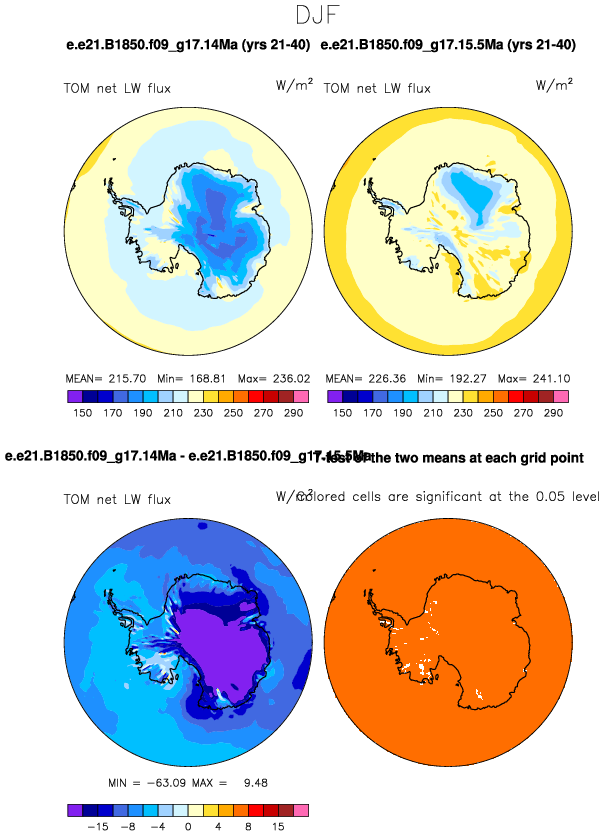 DJF
e.e21.B1850.f09_g17.14Ma (yrs 21-40)
e.e21.B1850.f09_g17.15.5Ma (yrs 21-40)
TOM net LW flux W/m²
TOM net LW flux W/m²
MEAN= 215.70 Min= 168.81 Max= 236.02
MEAN= 226.36 Min= 192.27 Max= 241.10
150 170 190 210 230 250 270 290
150 170 190 210 230 250 270 290
e.e21.B1850.f09_g17.14Ma - e.e21.B1850.f09_g17.15.5Ma
T-test of the two means at each grid point
TOM net LW flux W/m²
Colored cells are significant at the 0.05 level
MIN = -63.09 MAX = 9.48
-15 -8 -4 0 4 8 15